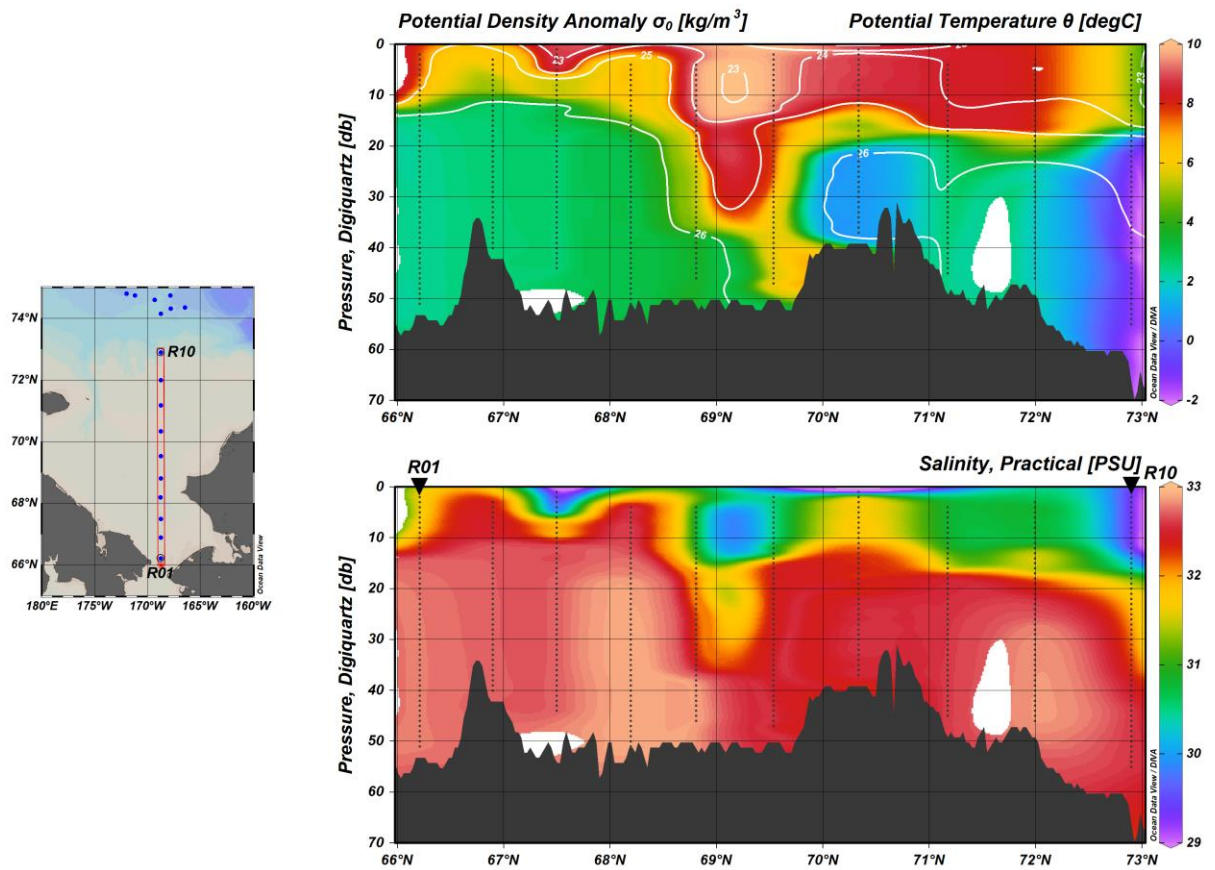 Potential Density Anomaly σ₀ [kg/m³] Potential Temperature θ [degC]
0
10
20
30
40
50
60
70
Pressure, Digiquartz [db]
23
25
23
24
23
26
26
66°N 67°N 68°N 69°N 70°N 71°N 72°N 73°N
10
8
6
4
2
0
-2
Ocean Data View / DIVA
74°N
72°N
70°N
68°N
66°N
R10
R01
180°E 175°W 170°W 165°W 160°W
Ocean Data View
R01 Salinity, Practical [PSU] R10
0
10
20
30
40
50
60
70
Pressure, Digiquartz [db]
66°N 67°N 68°N 69°N 70°N 71°N 72°N 73°N
33
32
31
30
29
Ocean Data View / DIVA